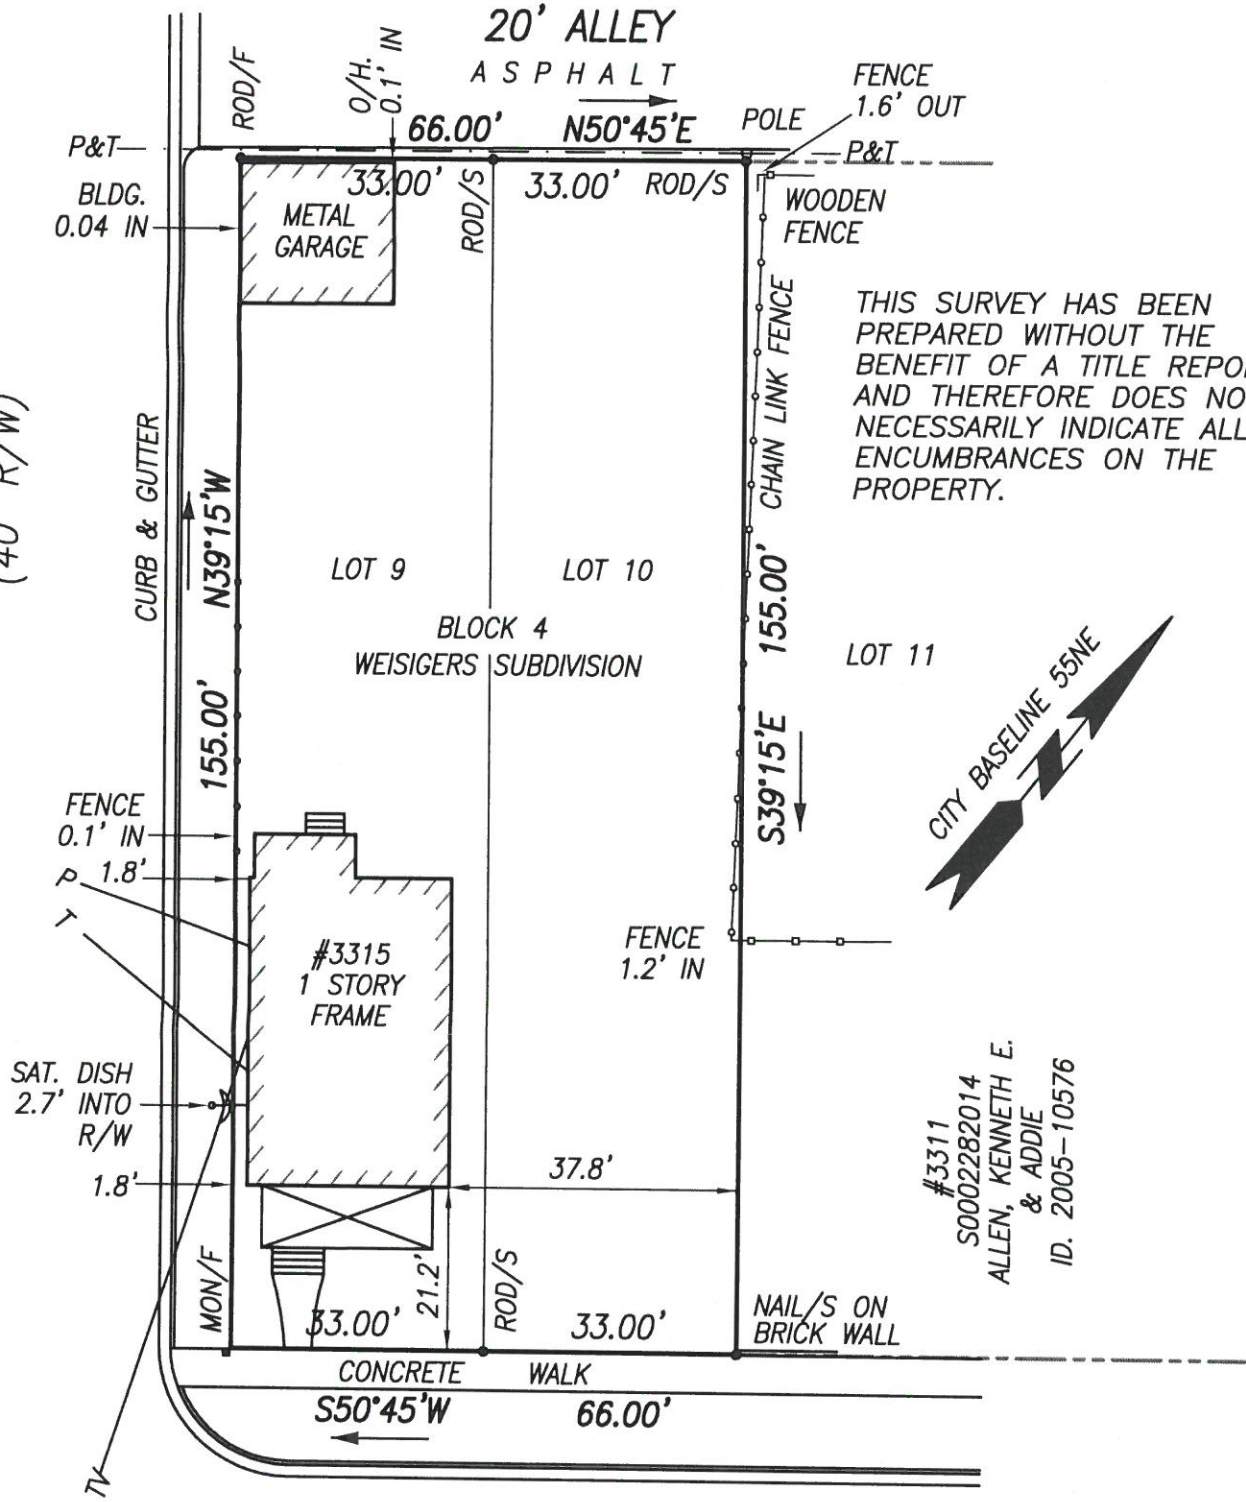 20' ALLEY
ASPHALT
ROD/F
O/H.
0.1' IN
66.00'
N50°45'E
POLE
FENCE
1.6' OUT
P&T
P&T
33.00'
33.00'
ROD/S
ROD/S
BLDG.
0.04 IN
METAL
GARAGE
WOODEN
FENCE
CHAIN LINK FENCE
THIS SURVEY HAS BEEN
PREPARED WITHOUT THE
BENEFIT OF A TITLE REPO
AND THEREFORE DOES NO
NECESSARILY INDICATE ALL
ENCUMBRANCES ON THE
PROPERTY.
(40' R/W)
CURB & GUTTER
N39°15'W
155.00'
LOT 9
LOT 10
BLOCK 4
WEISIGERS SUBDIVISION
155.00'
S39°15'E
LOT 11
CITY BASELINE 55NE
N
FENCE
0.1' IN
1.8'
P
T
#3315
1 STORY
FRAME
FENCE
1.2' IN
SAT. DISH
2.7' INTO
R/W
1.8'
37.8'
21.2'
MON/F
ROD/S
33.00'
33.00'
NAIL/S ON
BRICK WALL
#3311
S0002282014
ALLEN, KENNETH E.
& ADDIE
ID. 2005-10576
CONCRETE WALK
S50°45'W
66.00'
TV